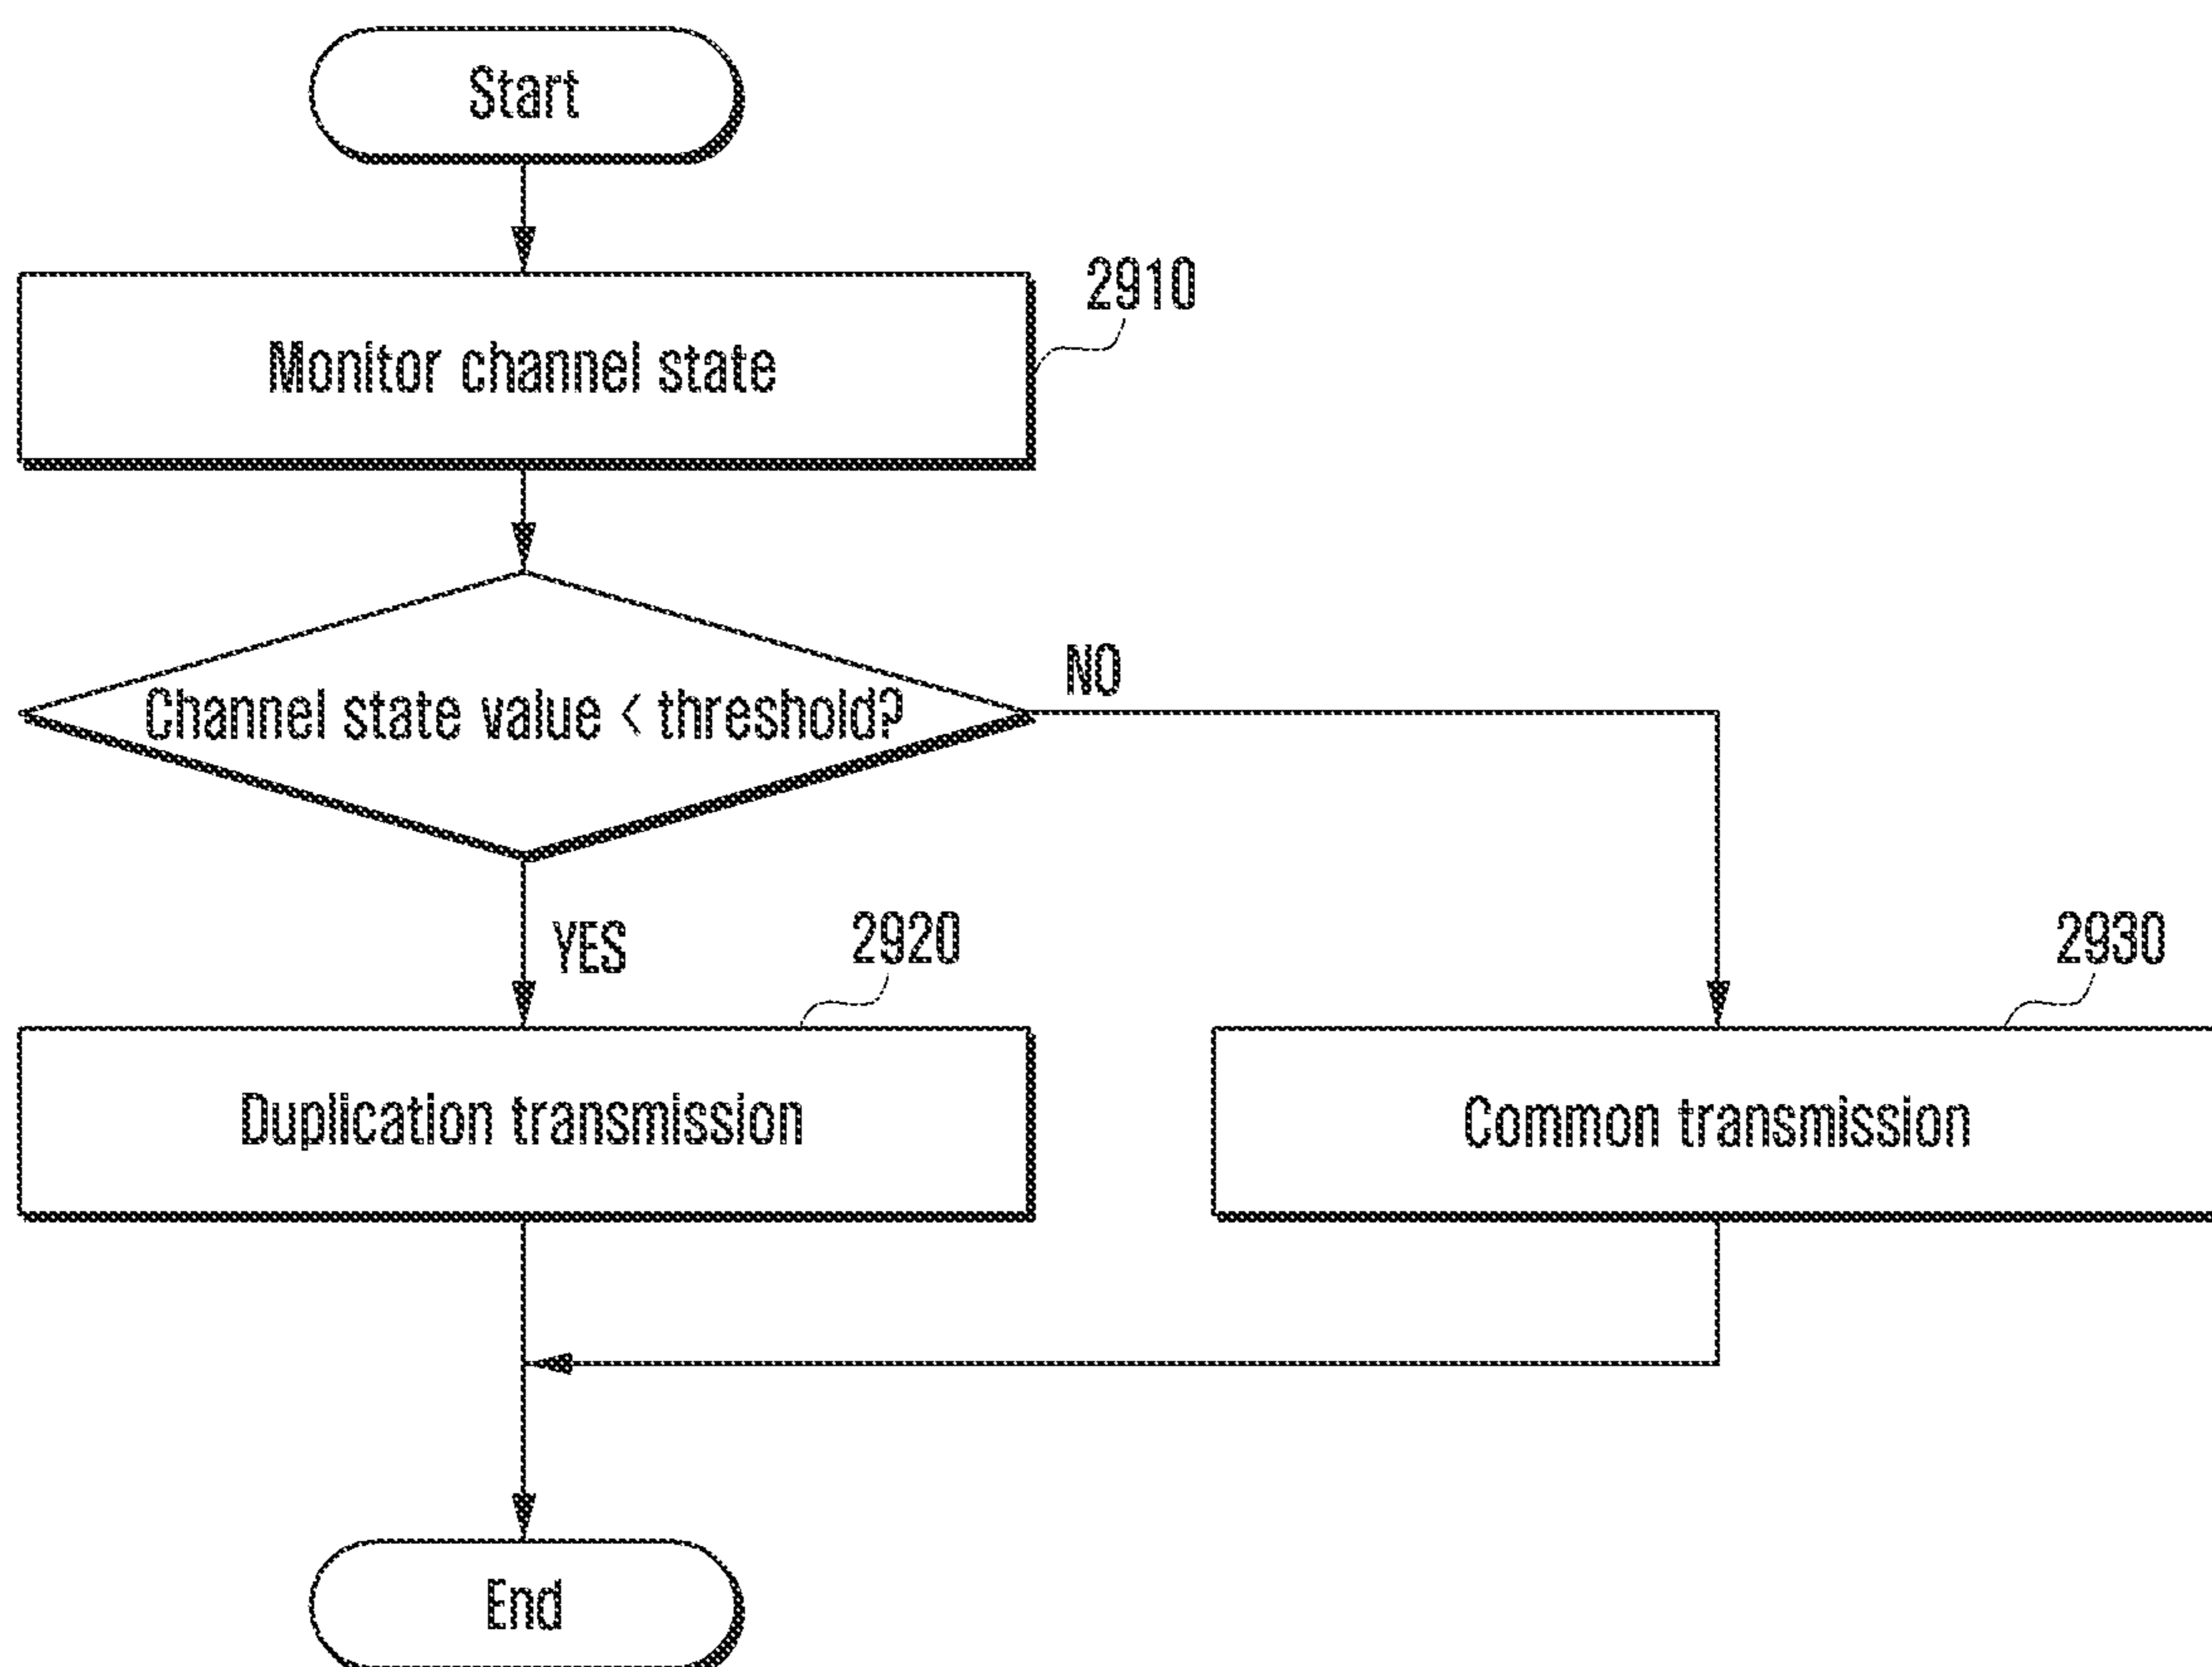 Start
2910
Monitor channel state
Channel state value < threshold?
NO
YES
2920
2930
Duplication transmission
Common transmission
End